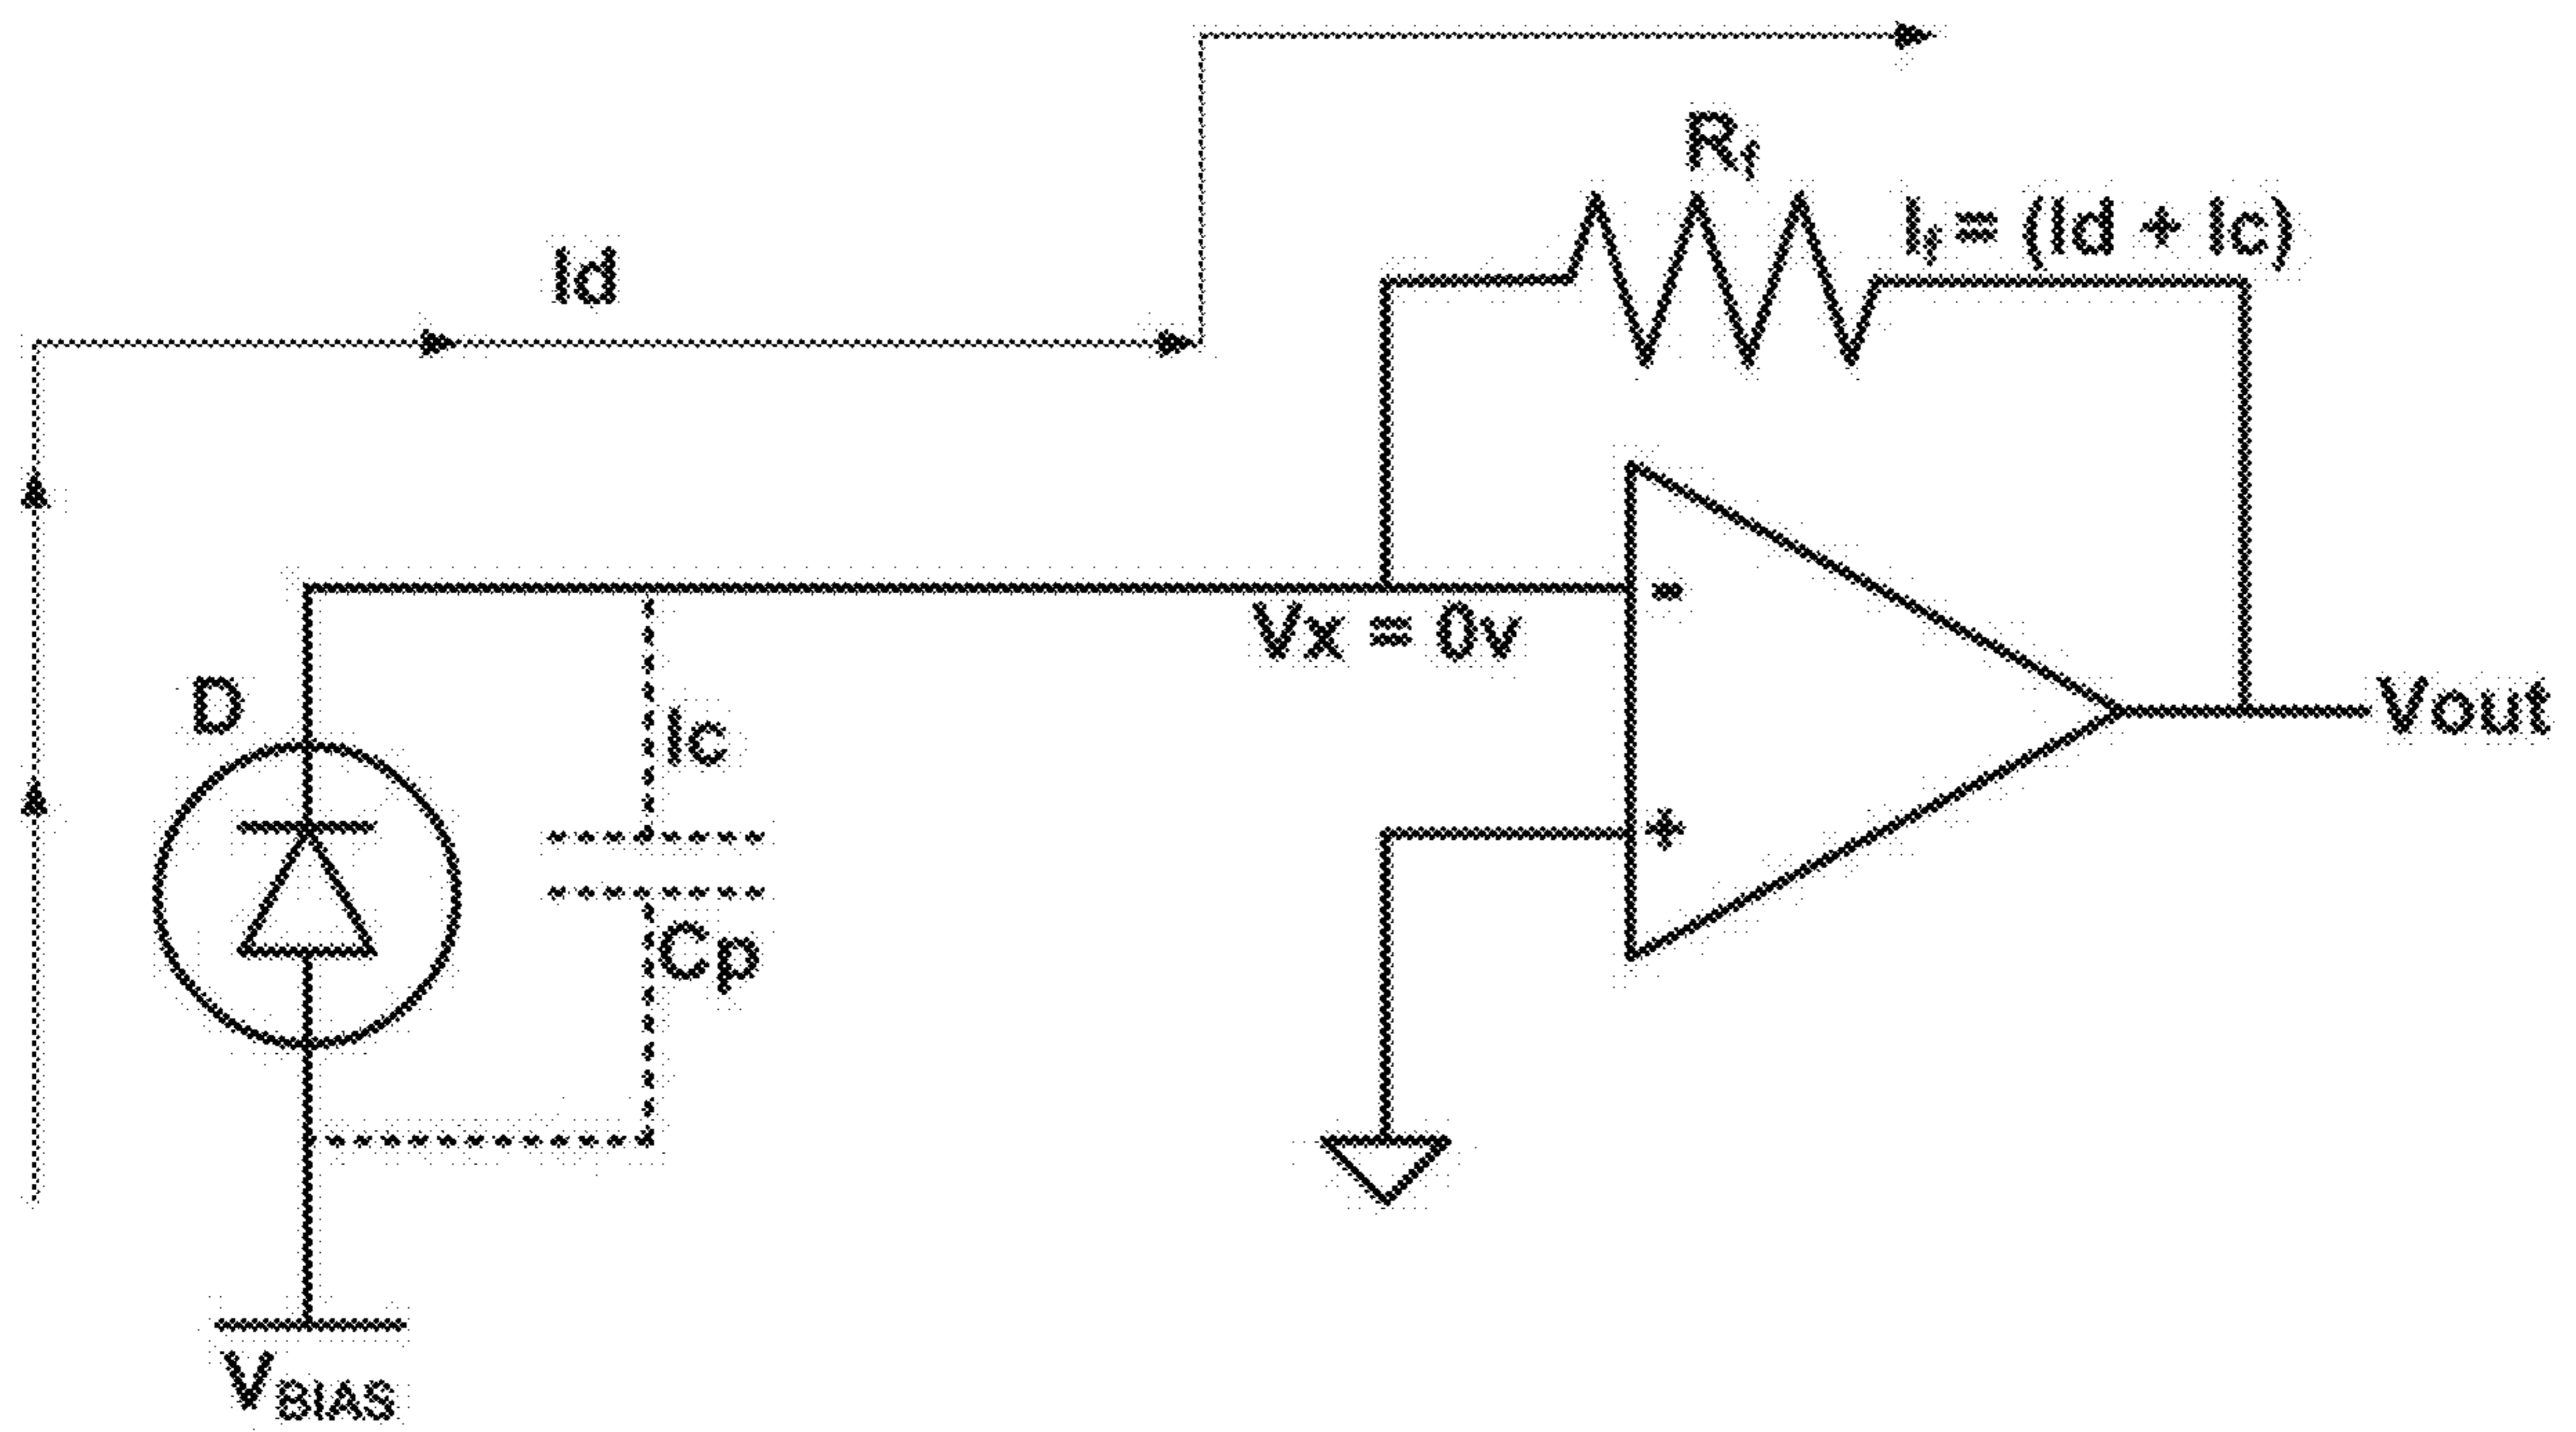 Rf
If = (Id + Ic)
Id
Vx = 0v
-
D
Ic
Vout
+
Cp
VBIAS